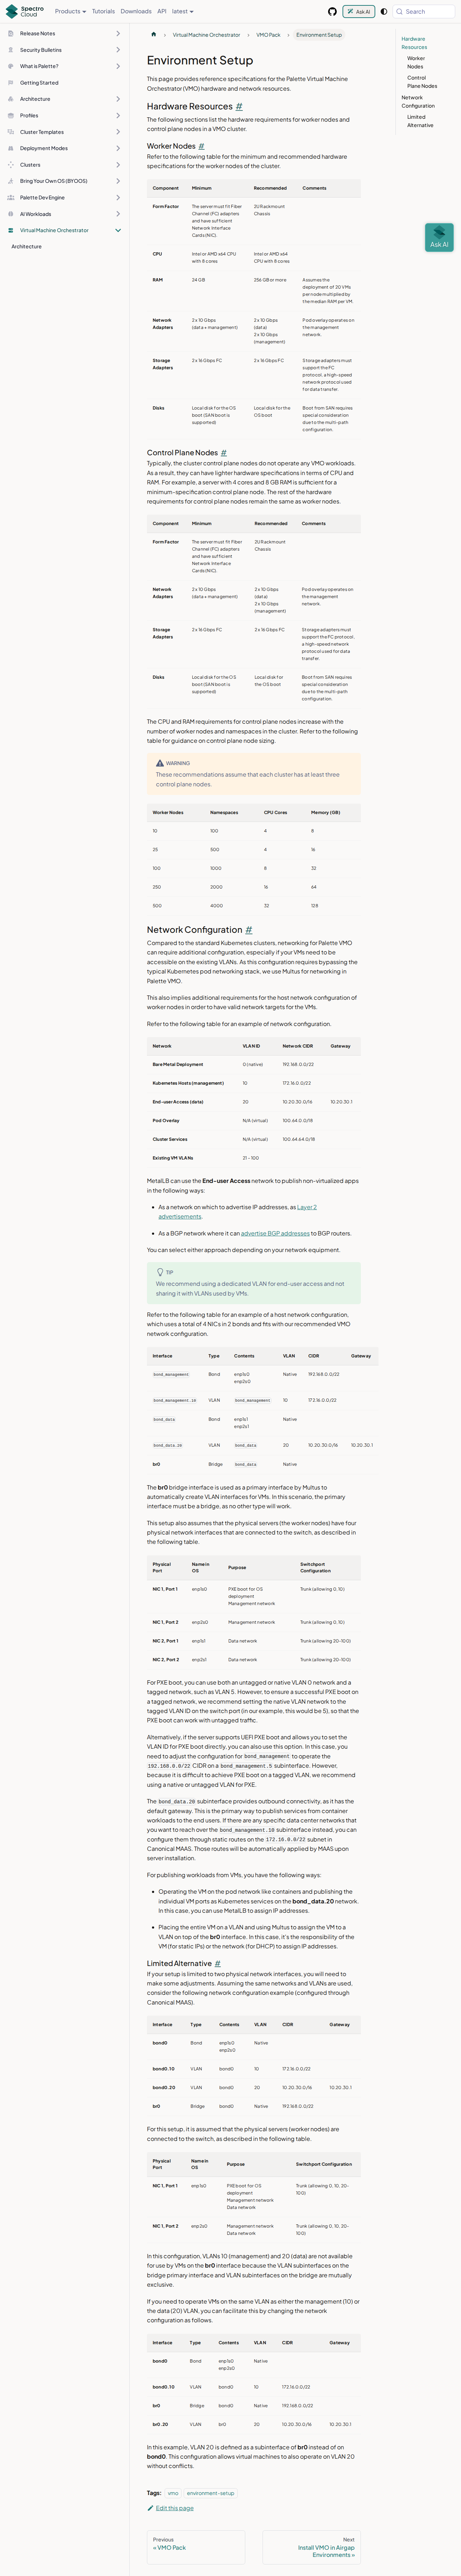 Spectro Cloud
Products
Tutorials
Downloads
API
latest
Ask AI
Search
Release Notes
Security Bulletins
What is Palette?
Getting Started
Architecture
Profiles
Cluster Templates
Deployment Modes
Clusters
Bring Your Own OS (BYOOS)
Palette Dev Engine
AI Workloads
Virtual Machine Orchestrator
Architecture
Virtual Machine Orchestrator > VMO Pack > Environment Setup
Hardware Resources
Worker Nodes
Control Plane Nodes
Network Configuration
Limited Alternative
Ask AI
Environment Setup
This page provides reference specifications for the Palette Virtual Machine
Orchestrator (VMO) hardware and network resources.
Hardware Resources #
The following sections list the hardware requirements for worker nodes and
control plane nodes in a VMO cluster.
Worker Nodes #
Refer to the following table for the minimum and recommended hardware
specifications for the worker nodes of the cluster.
Component Minimum Recommended Comments
Form Factor The server must fit Fiber Channel (FC) adapters and have sufficient Network Interface Cards (NIC). 2U Rackmount Chassis
CPU Intel or AMD x64 CPU with 8 cores Intel or AMD x64 CPU with 8 cores
RAM 24 GB 256 GB or more Assumes the deployment of 20 VMs per node multiplied by the median RAM per VM.
Network Adapters 2 x 10 Gbps (data + management) 2 x 10 Gbps (data) 2 x 10 Gbps (management) Pod overlay operates on the management network.
Storage Adapters 2 x 16 Gbps FC 2 x 16 Gbps FC Storage adapters must support the FC protocol, a high-speed network protocol used for data transfer.
Disks Local disk for the OS boot (SAN boot is supported) Local disk for the OS boot Boot from SAN requires special consideration due to the multi-path configuration.
Control Plane Nodes #
Typically, the cluster control plane nodes do not operate any VMO workloads.
As a result, they can have lighter hardware specifications in terms of CPU and
RAM. For example, a server with 4 cores and 8 GB RAM is sufficient for a
minimum-specification control plane node. The rest of the hardware
requirements for control plane nodes remain the same as worker nodes.
Component Minimum Recommended Comments
Form Factor The server must fit Fiber Channel (FC) adapters and have sufficient Network Interface Cards (NIC). 2U Rackmount Chassis
Network Adapters 2 x 10 Gbps (data + management) 2 x 10 Gbps (data) 2 x 10 Gbps (management) Pod overlay operates on the management network.
Storage Adapters 2 x 16 Gbps FC 2 x 16 Gbps FC Storage adapters must support the FC protocol, a high-speed network protocol used for data transfer.
Disks Local disk for the OS boot (SAN boot is supported) Local disk for the OS boot Boot from SAN requires special consideration due to the multi-path configuration.
The CPU and RAM requirements for control plane nodes increase with the
number of worker nodes and namespaces in the cluster. Refer to the following
table for guidance on control plane node sizing.
WARNING
These recommendations assume that each cluster has at least three
control plane nodes.
Worker Nodes Namespaces CPU Cores Memory (GB)
10 100 4 8
25 500 4 16
100 1000 8 32
250 2000 16 64
500 4000 32 128
Network Configuration #
Compared to the standard Kubernetes clusters, networking for Palette VMO
can require additional configuration, especially if your VMs need to be
accessible on the existing VLANs. As this configuration requires bypassing the
typical Kubernetes pod networking stack, we use Multus for networking in
Palette VMO.
This also implies additional requirements for the host network configuration of
worker nodes in order to have valid network targets for the VMs.
Refer to the following table for an example of network configuration.
Network VLAN ID Network CIDR Gateway
Bare Metal Deployment 0 (native) 192.168.0.0/22
Kubernetes Hosts (management) 10 172.16.0.0/22
End-user Access (data) 20 10.20.30.0/16 10.20.30.1
Pod Overlay N/A (virtual) 100.64.0.0/18
Cluster Services N/A (virtual) 100.64.64.0/18
Existing VM VLANs 21 - 100
MetalLB can use the End-user Access network to publish non-virtualized apps
in the following ways:
As a network on which to advertise IP addresses, as Layer 2
advertisements.
As a BGP network where it can advertise BGP addresses to BGP routers.
You can select either approach depending on your network equipment.
TIP
We recommend using a dedicated VLAN for end-user access and not
sharing it with VLANs used by VMs.
Refer to the following table for an example of a host network configuration,
which uses a total of 4 NICs in 2 bonds and fits with our recommended VMO
network configuration.
Interface Type Contents VLAN CIDR Gateway
bond_management Bond enp1s0 enp2s0 Native 192.168.0.0/22
bond_management.10 VLAN bond_management 10 172.16.0.0/22
bond_data Bond enp1s1 enp2s1 Native
bond_data.20 VLAN bond_data 20 10.20.30.0/16 10.20.30.1
br0 Bridge bond_data Native
The br0 bridge interface is used as a primary interface by Multus to
automatically create VLAN interfaces for VMs. In this scenario, the primary
interface must be a bridge, as no other type will work.
This setup also assumes that the physical servers (the worker nodes) have four
physical network interfaces that are connected to the switch, as described in
the following table.
Physical Port Name in OS Purpose Switchport Configuration
NIC 1, Port 1 enp1s0 PXE boot for OS deployment Management network Trunk (allowing 0, 10)
NIC 1, Port 2 enp2s0 Management network Trunk (allowing 0, 10)
NIC 2, Port 1 enp1s1 Data network Trunk (allowing 20-100))
NIC 2, Port 2 enp2s1 Data network Trunk (allowing 20-100))
For PXE boot, you can use both an untagged or native VLAN 0 network and a
tagged network, such as VLAN 5. However, to ensure a successful PXE boot on
a tagged network, we recommend setting the native VLAN network to the
tagged VLAN ID on the switch port (in our example, this would be 5), so that the
PXE boot can work with untagged traffic.
Alternatively, if the server supports UEFI PXE boot and allows you to set the
VLAN ID for PXE boot directly, you can also use this option. In this case, you
need to adjust the configuration for bond_management to operate the
192.168.0.0/22 CIDR on a bond_management.5 subinterface. However,
because it is difficult to achieve PXE boot on a tagged VLAN, we recommend
using a native or untagged VLAN for PXE.
The bond_data.20 subinterface provides outbound connectivity, as it has the
default gateway. This is the primary way to publish services from container
workloads to the end users. If there are any specific data center networks that
you want to reach over the bond_management.10 subinterface instead, you can
configure them through static routes on the 172.16.0.0/22 subnet in
Canonical MAAS. Those routes will be automatically applied by MAAS upon
server installation.
For publishing workloads from VMs, you have the following ways:
Operating the VM on the pod network like containers and publishing the
individual VM ports as Kubernetes services on the bond_data.20 network.
In this case, you can use MetalLB to assign IP addresses.
Placing the entire VM on a VLAN and using Multus to assign the VM to a
VLAN on top of the br0 interface. In this case, it's the responsibility of the
VM (for static IPs) or the network (for DHCP) to assign IP addresses.
Limited Alternative #
If your setup is limited to two physical network interfaces, you will need to
make some adjustments. Assuming the same networks and VLANs are used,
consider the following network configuration example (configured through
Canonical MAAS).
Interface Type Contents VLAN CIDR Gateway
bond0 Bond enp1s0 enp2s0 Native
bond0.10 VLAN bond0 10 172.16.0.0/22
bond0.20 VLAN bond0 20 10.20.30.0/16 10.20.30.1
br0 Bridge bond0 Native 192.168.0.0/22
For this setup, it is assumed that the physical servers (worker nodes) are
connected to the switch, as described in the following table.
Physical Port Name in OS Purpose Switchport Configuration
NIC 1, Port 1 enp1s0 PXE boot for OS deployment Management network Data network Trunk (allowing 0, 10, 20-100)
NIC 1, Port 2 enp2s0 Management network Data network Trunk (allowing 0, 10, 20-100)
In this configuration, VLANs 10 (management) and 20 (data) are not available
for use by VMs on the br0 interface because the VLAN subinterfaces on the
bridge primary interface and VLAN subinterfaces on the bridge are mutually
exclusive.
If you need to operate VMs on the same VLAN as either the management (10) or
the data (20) VLAN, you can facilitate this by changing the network
configuration as follows.
Interface Type Contents VLAN CIDR Gateway
bond0 Bond enp1s0 enp2s0 Native
bond0.10 VLAN bond0 10 172.16.0.0/22
br0 Bridge bond0 Native 192.168.0.0/22
br0.20 VLAN br0 20 10.20.30.0/16 10.20.30.1
In this example, VLAN 20 is defined as a subinterface of br0 instead of on
bond0. This configuration allows virtual machines to also operate on VLAN 20
without conflicts.
Tags: vmo environment-setup
Edit this page
Previous
« VMO Pack
Next
Install VMO in Airgap Environments »